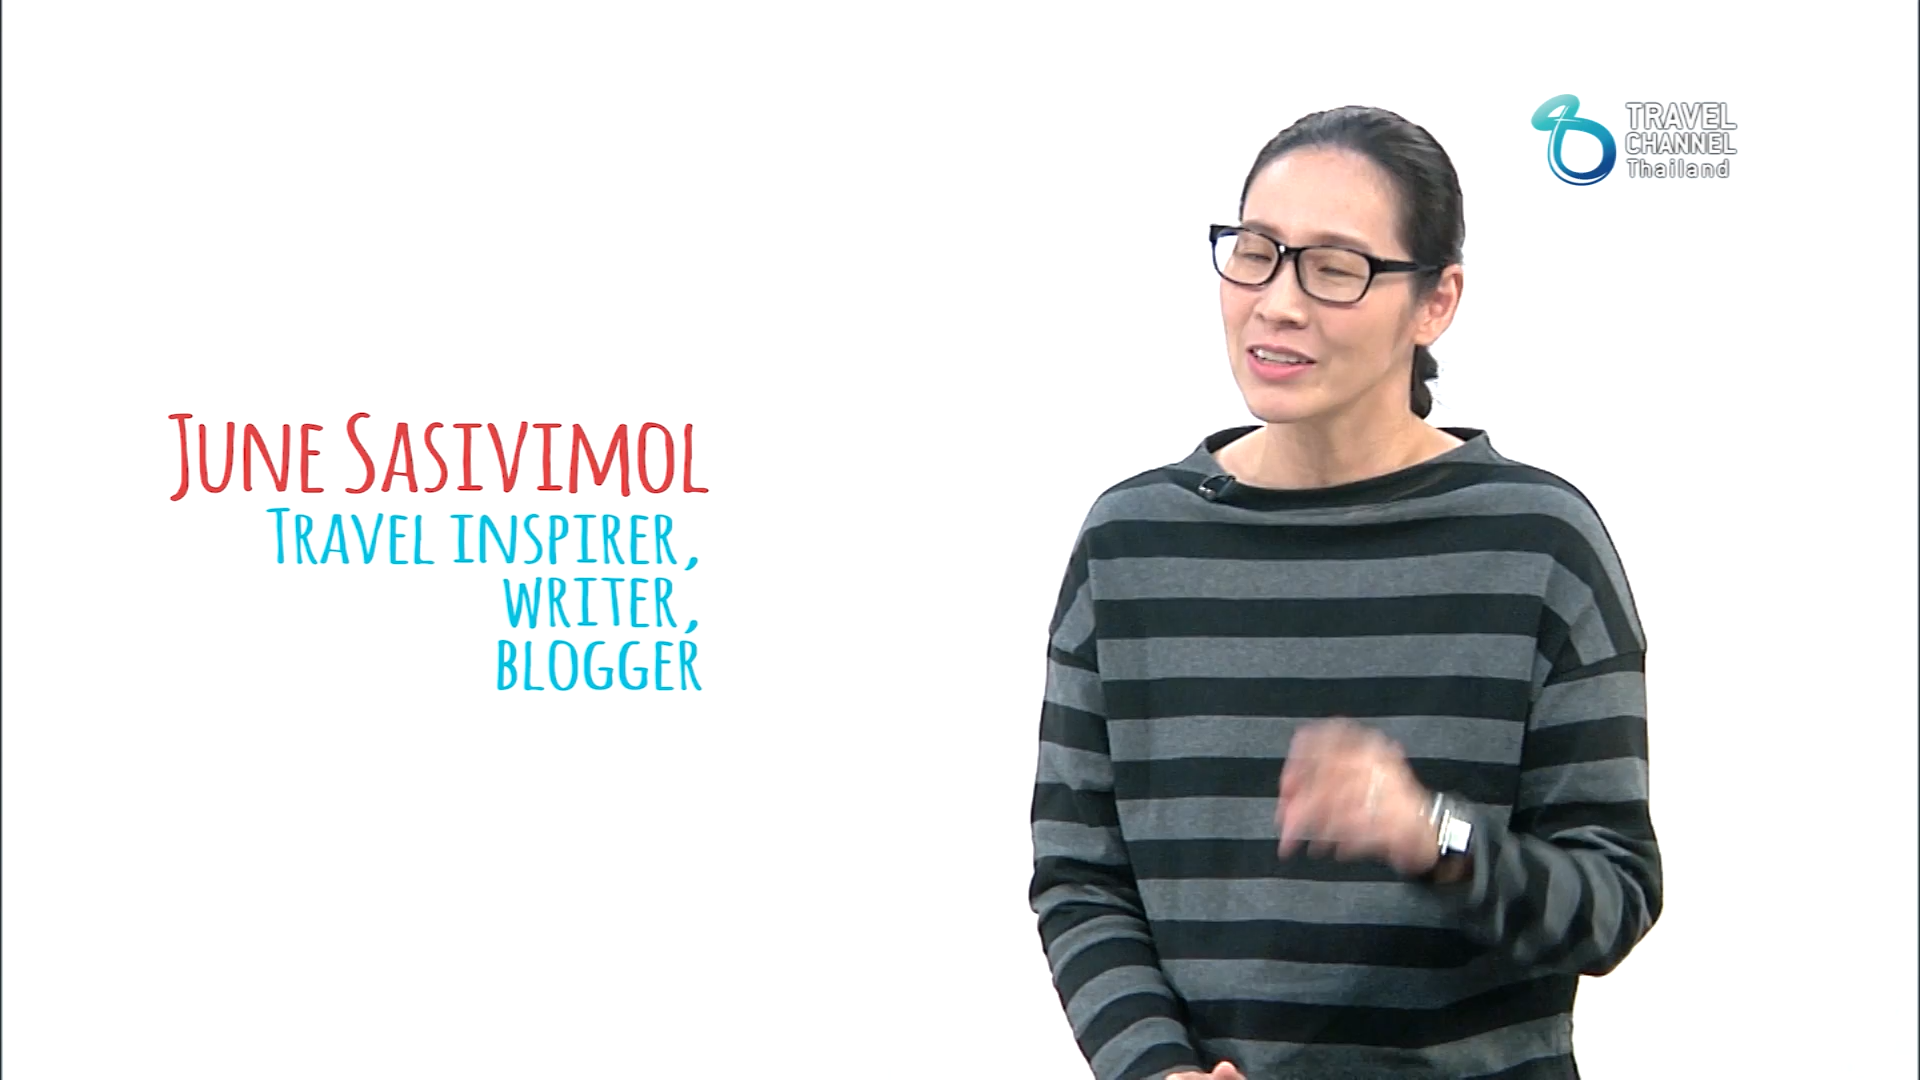 June Sasivimol
Travel inspirer,
writer,
blogger
TRAVEL
CHANNEL
Thailand